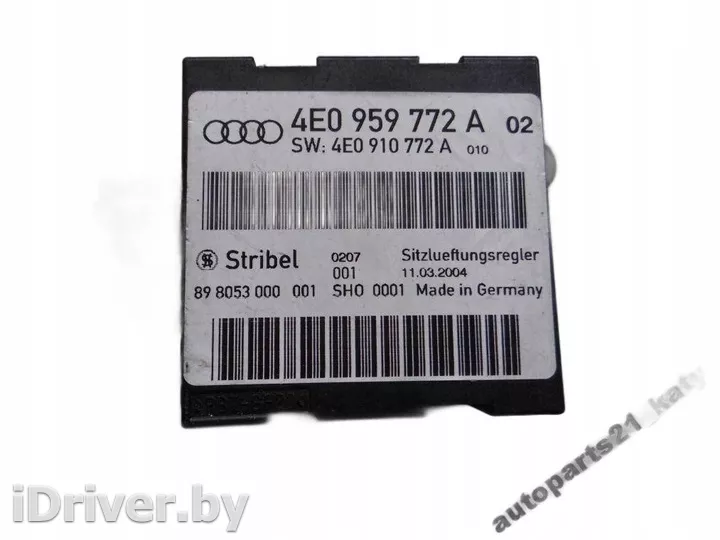 4E0 959 772 A 02
SW: 4E0 910 772 A 010
Stribel 0207 Sitzlueftungsregler
001 11.03.2004
89 8053 000 001 SH0 0001 Made in Germany
iDriver.by
autoparts21_katy